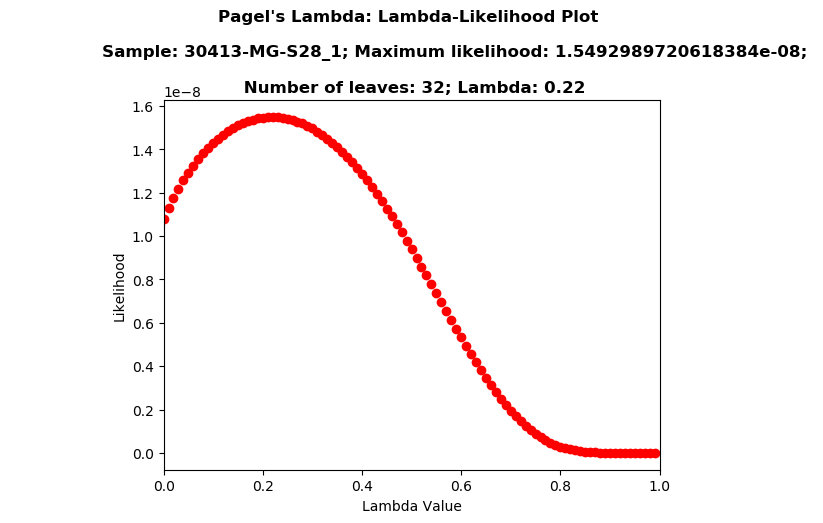 Pagel's Lambda: Lambda-Likelihood Plot
Sample: 30413-MG-S28_1; Maximum likelihood: 1.5492989720618384e-08;
Number of leaves: 32; Lambda: 0.22
1e−8
1.6
1.4
1.2
1.0
0.8
0.6
0.4
0.2
0.0
Likelihood
0.0 0.2 0.4 0.6 0.8 1.0
Lambda Value